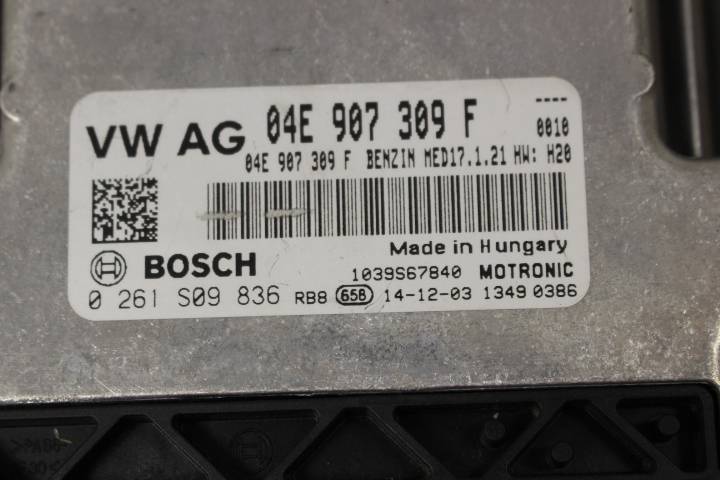 ----
VW AG 04E 907 309 F 0010
04E 907 309 F BENZIN MED17.1.21 HW: H20
Made in Hungary
BOSCH 1039S67840 MOTRONIC
0 261 S09 836 RB8 658 14-12-03 1349 0386